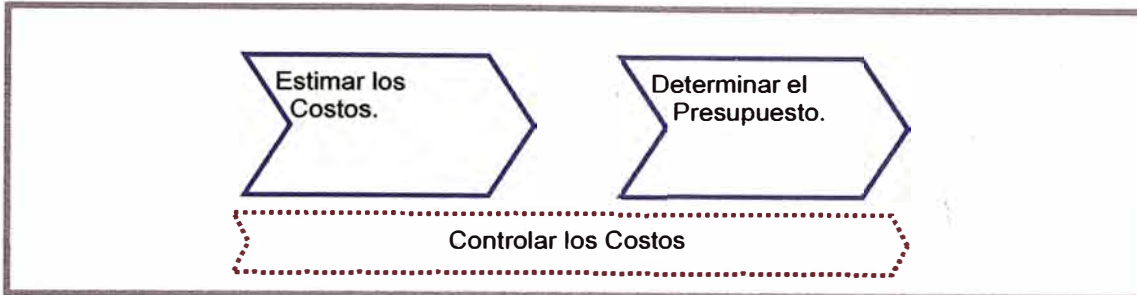 Estimar los
Costos.
Determinar el
Presupuesto.
Controlar los Costos